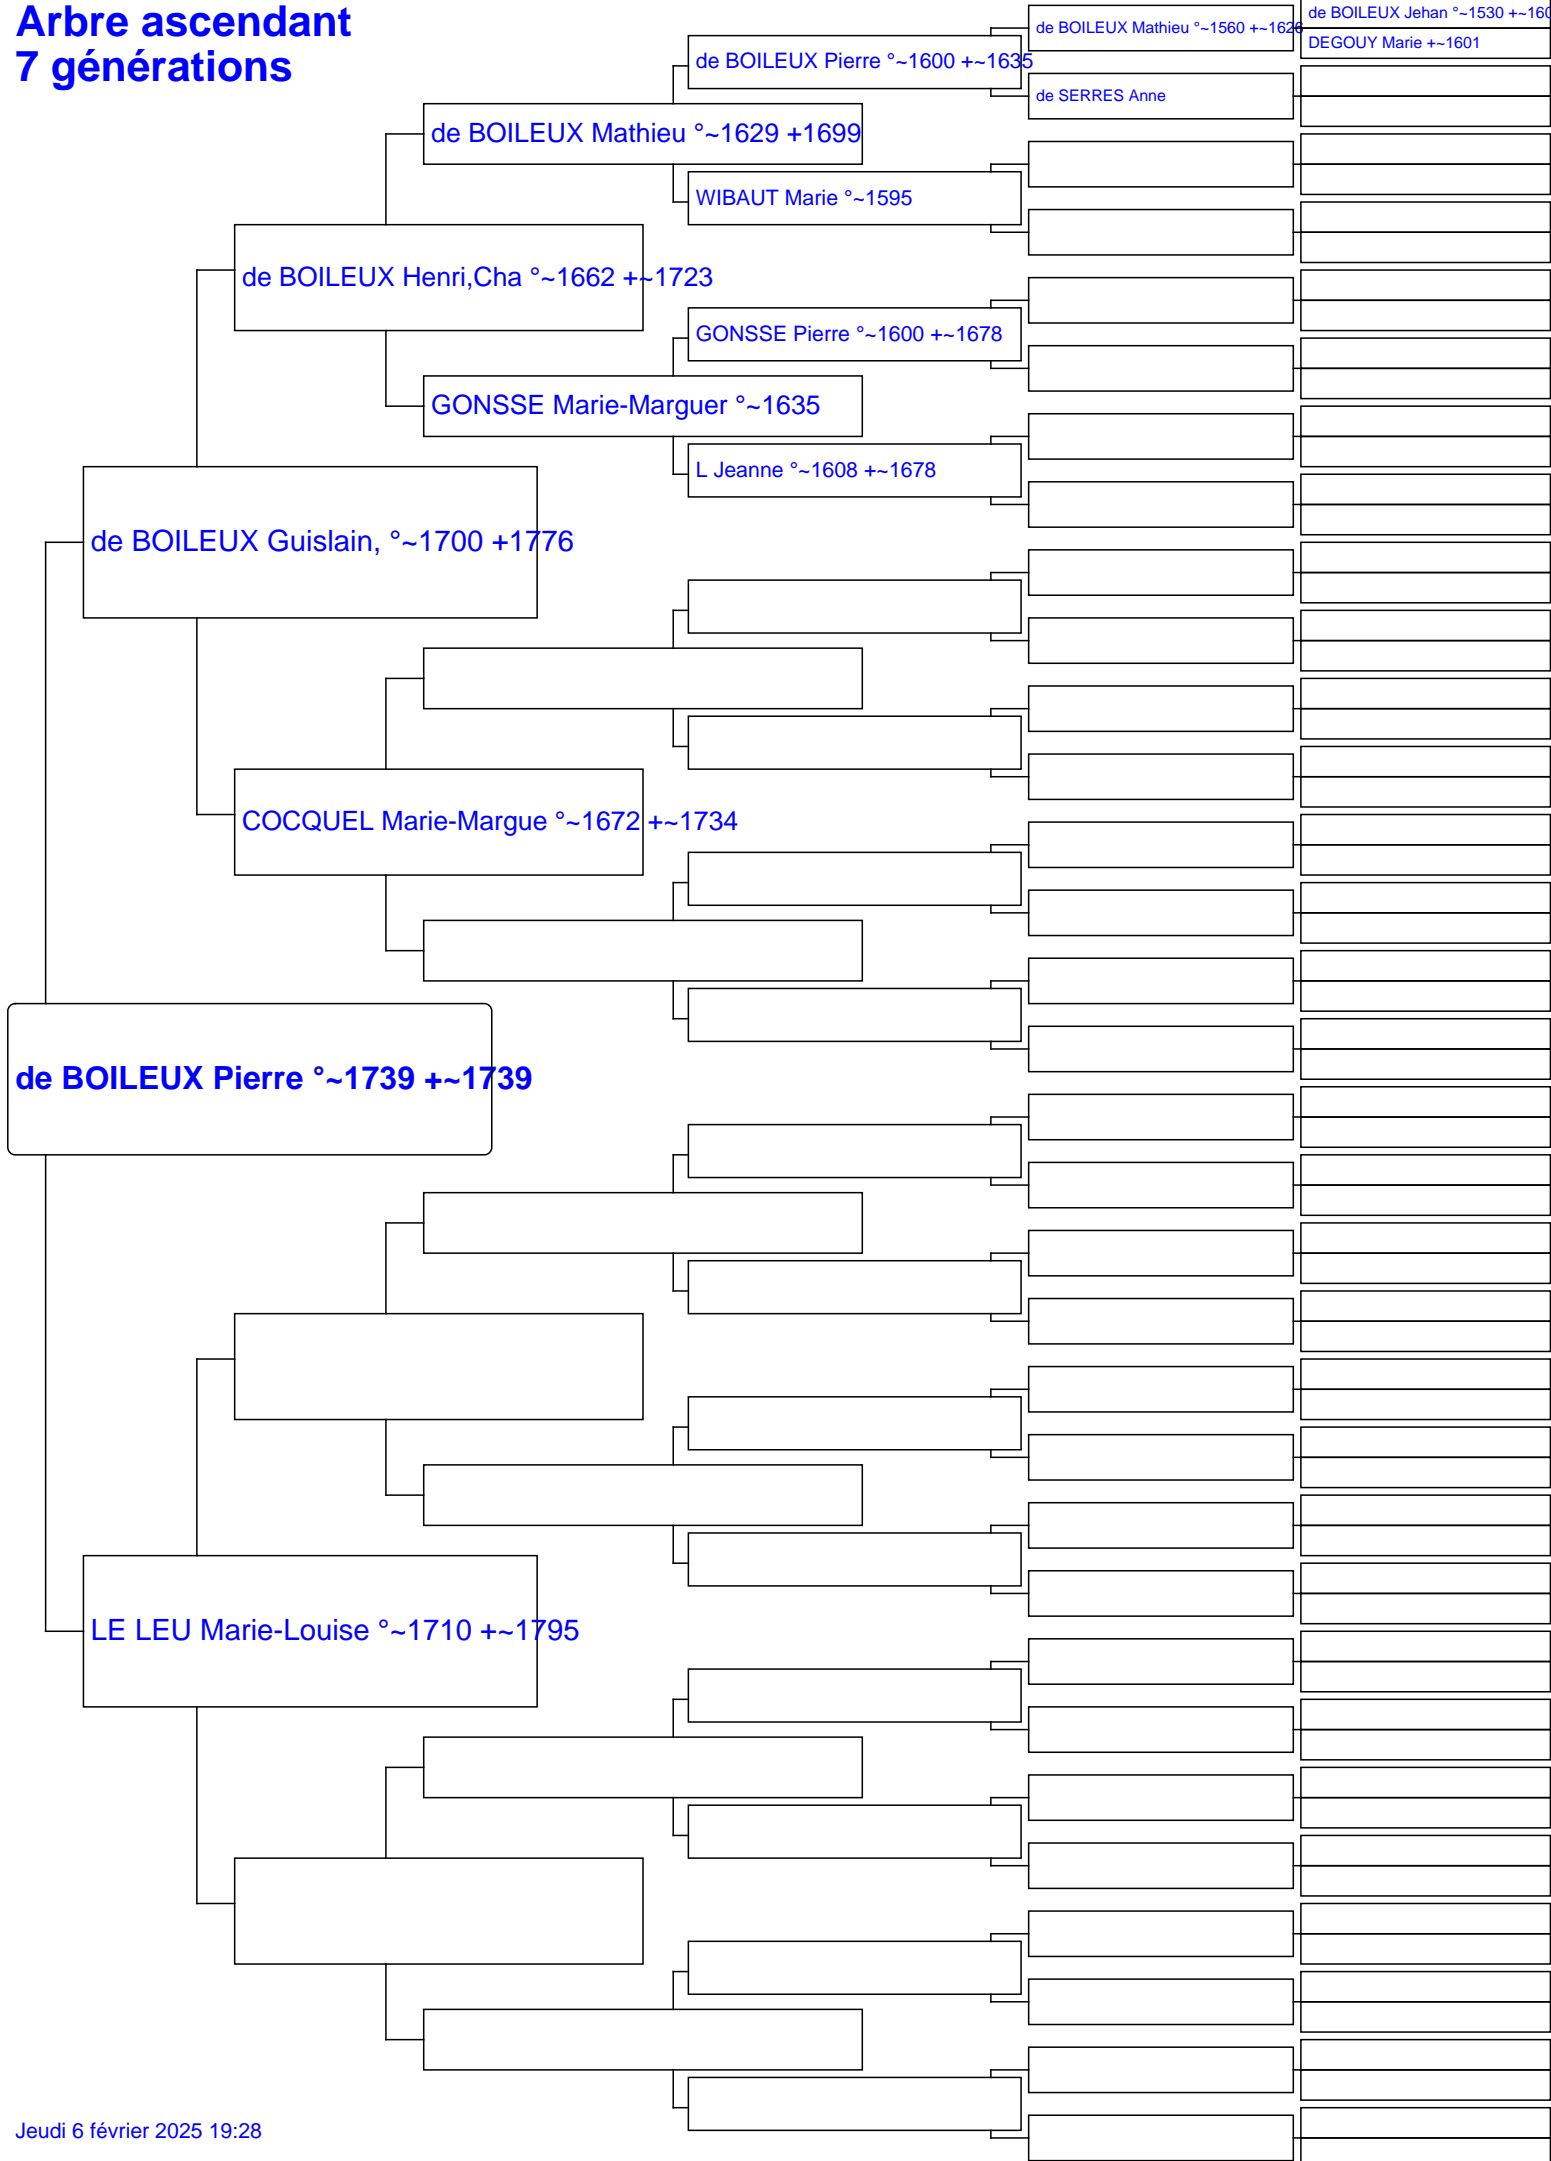 Arbre ascendant
7 générations
de BOILEUX Jehan °~1530 +~160
de BOILEUX Mathieu °~1560 +~1626
DEGOUY Marie +~1601
de BOILEUX Pierre °~1600 +~1635
de SERRES Anne
de BOILEUX Mathieu °~1629 +1699
WIBAUT Marie °~1595
de BOILEUX Henri,Cha °~1662 +~1723
GONSSE Pierre °~1600 +~1678
GONSSE Marie-Marguer °~1635
L Jeanne °~1608 +~1678
de BOILEUX Guislain, °~1700 +1776
COCQUEL Marie-Margue °~1672 +~1734
de BOILEUX Pierre °~1739 +~1739
LE LEU Marie-Louise °~1710 +~1795
Jeudi 6 février 2025 19:28